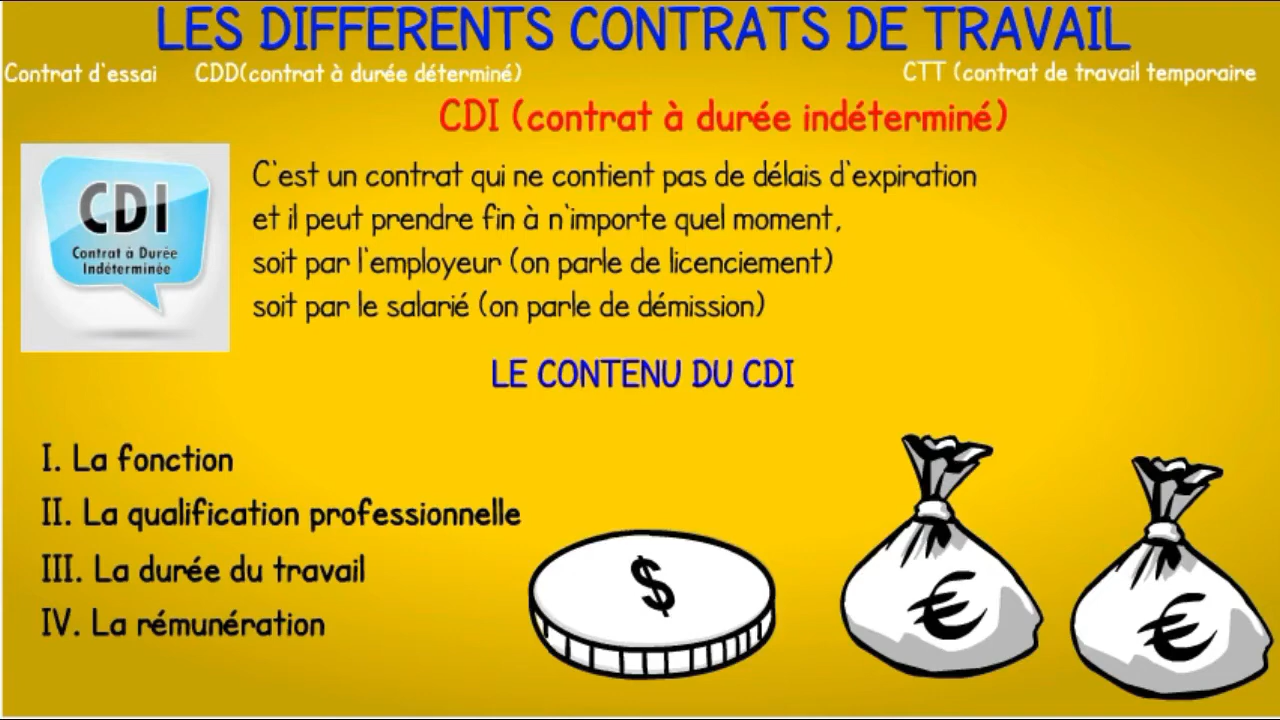 LES DIFFERENTS CONTRATS DE TRAVAIL
Contrat d'essai
CDD(contrat à durée déterminé)
CTT (contrat de travail temporaire
CDI (contrat à durée indéterminé)
CDI
Contrat à Durée
Indéterminée
C'est un contrat qui ne contient pas de délais d'expiration
et il peut prendre fin à n'importe quel moment,
soit par l'employeur (on parle de licenciement)
soit par le salarié (on parle de démission)
LE CONTENU DU CDI
I. La fonction
II. La qualification professionnelle
III. La durée du travail
IV. La rémunération
$
€
€